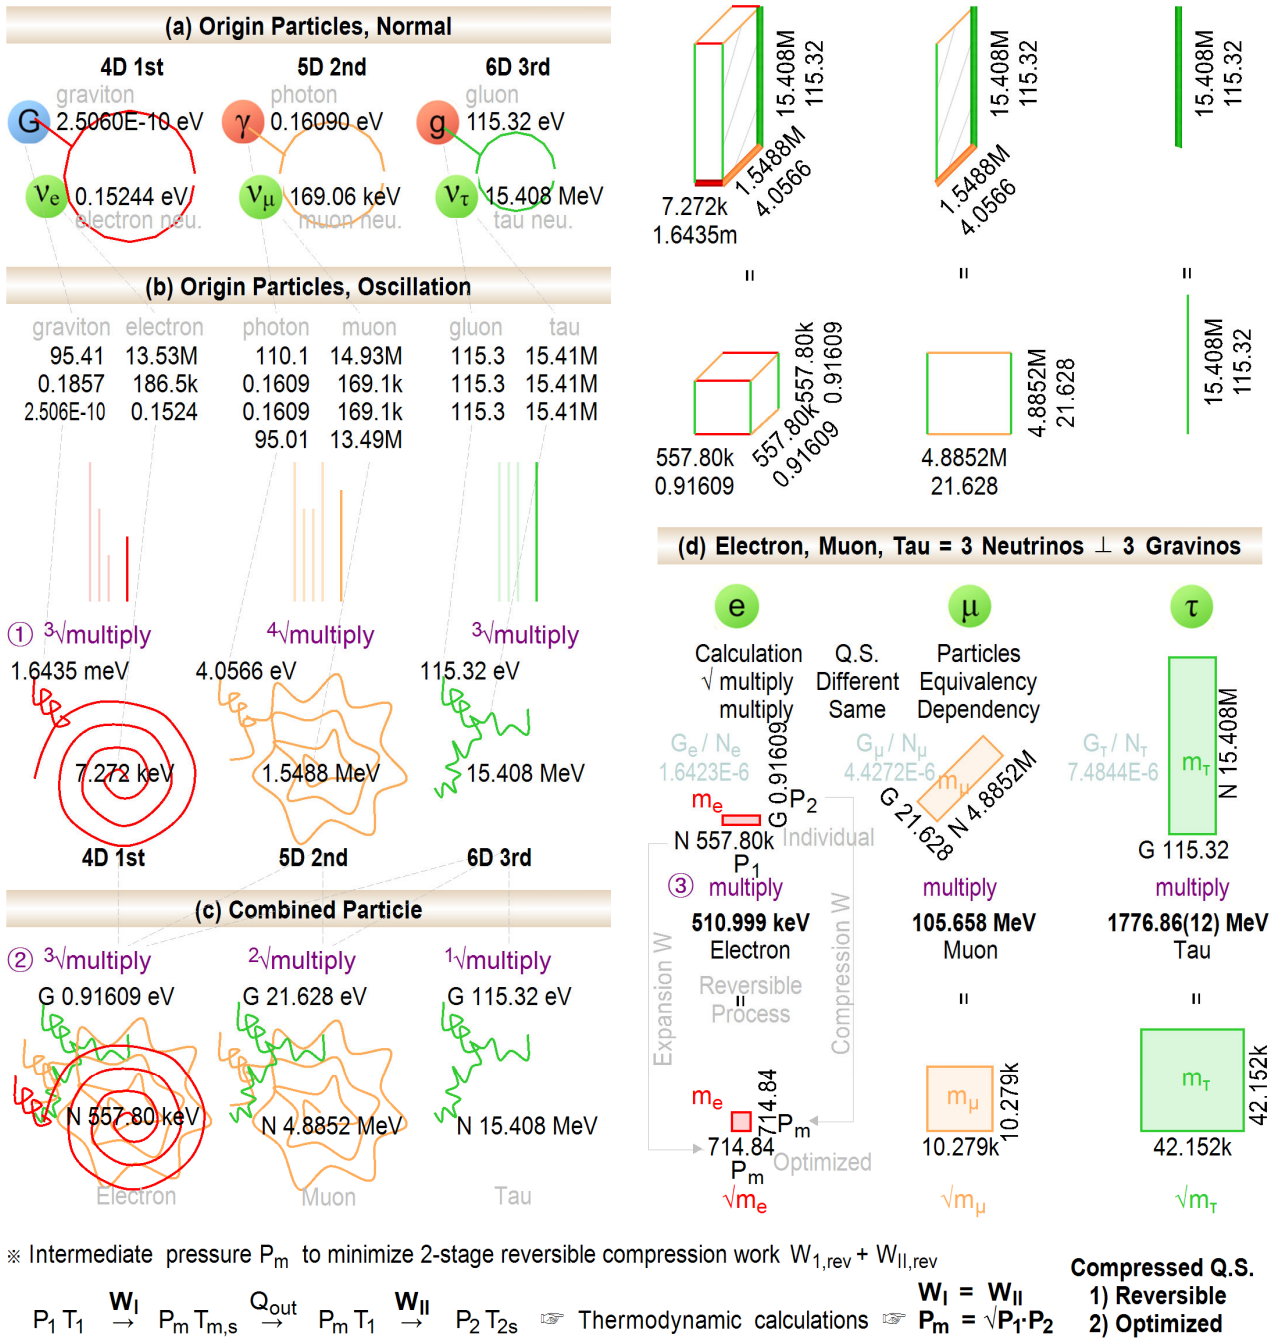 (a) Origin Particles, Normal
4D 1st
5D 2nd
6D 3rd
graviton
photon
gluon
G
2.5060E-10 eV
γ
0.16090 eV
g
115.32 eV
νe
0.15244 eV
νμ
169.06 keV
ντ
15.408 MeV
electron neu.
muon neu.
tau neu.
(b) Origin Particles, Oscillation
graviton electron photon muon gluon tau
95.41 13.53M 110.1 14.93M 115.3 15.41M
0.1857 186.5k 0.1609 169.1k 115.3 15.41M
2.506E-10 0.1524 0.1609 169.1k 115.3 15.41M
95.01 13.49M
① ³√multiply
⁴√multiply
³√multiply
1.6435 meV
4.0566 eV
115.32 eV
7.272 keV
1.5488 MeV
15.408 MeV
4D 1st
5D 2nd
6D 3rd
(c) Combined Particle
② ³√multiply
²√multiply
¹√multiply
G 0.91609 eV
G 21.628 eV
G 115.32 eV
N 557.80 keV
N 4.8852 MeV
N 15.408 MeV
Electron
Muon
Tau
15.408M
115.32
1.5488M
4.0566
7.272k
1.6435m
15.408M
115.32
1.5488M
4.0566
15.408M
115.32
=
=
=
557.80k
0.91609
557.80k
0.91609
557.80k
0.91609
4.8852M
21.628
4.8852M
21.628
15.408M
115.32
(d) Electron, Muon, Tau = 3 Neutrinos ⊥ 3 Gravinos
e
μ
τ
Calculation Q.S. Particles
√ multiply Different Equivalency
multiply Same Dependency
Ge / Ne
1.6423E-6
Gμ / Nμ
4.4272E-6
Gτ / Nτ
7.4844E-6
me
G 0.91609
P2
N 557.80k
Individual
P1
mμ
G 21.628
N 4.8852M
mτ
N 15.408M
G 115.32
③ multiply
multiply
multiply
510.999 keV
105.658 MeV
1776.86(12) MeV
Electron
Muon
Tau
Expansion W
Compression W
Reversible
Process
=
=
=
me
714.84
Pm
714.84
Optimized
Pm
mμ
10.279k
10.279k
mτ
42.152k
42.152k
√me
√mμ
√mτ
※ Intermediate pressure Pm to minimize 2-stage reversible compression work W1,rev + WII,rev
P1 T1 WI → Pm Tm,s Qout → Pm T1 WII → P2 T2s ☞ Thermodynamic calculations ☞
WI = WII
Pm = √P1·P2
Compressed Q.S.
1) Reversible
2) Optimized